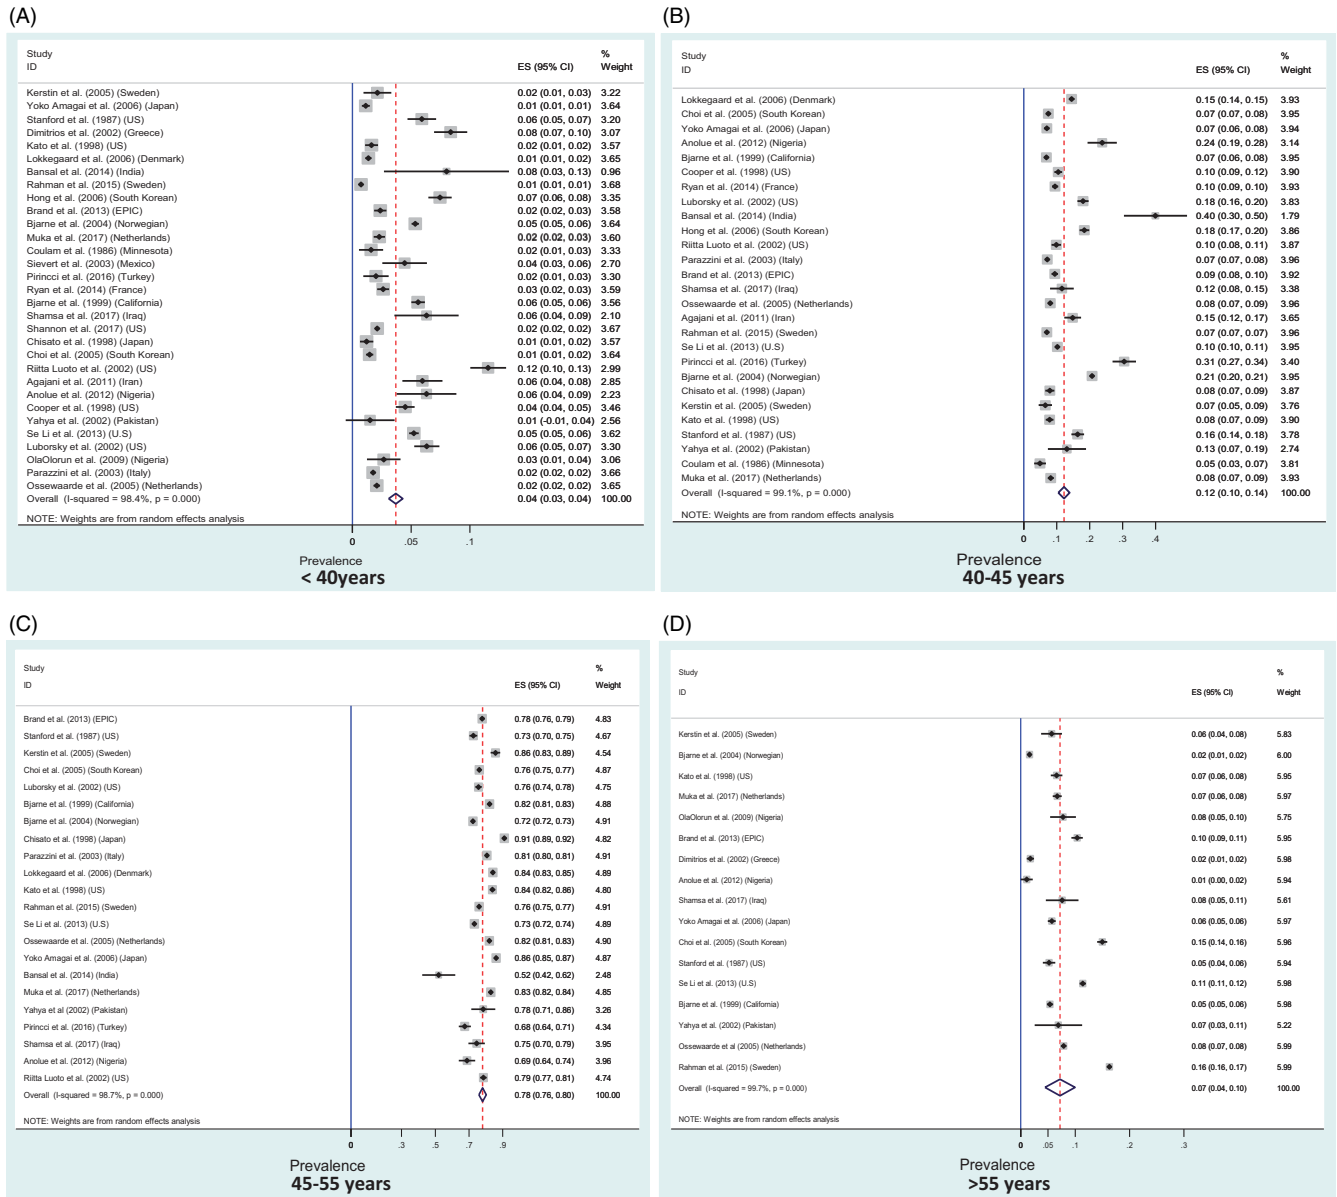 (A)
Study %
ID ES (95% CI) Weight
Kerstin et al. (2005) (Sweden) 0.02 (0.01, 0.03) 3.22
Yoko Amagai et al. (2006) (Japan) 0.01 (0.01, 0.01) 3.64
Stanford et al. (1987) (US) 0.06 (0.05, 0.07) 3.20
Dimitrios et al. (2002) (Greece) 0.08 (0.07, 0.10) 3.07
Kato et al. (1998) (US) 0.02 (0.01, 0.02) 3.57
Lokkegaard et al. (2006) (Denmark) 0.01 (0.01, 0.02) 3.65
Bansal et al. (2014) (India) 0.08 (0.03, 0.13) 0.96
Rahman et al. (2015) (Sweden) 0.01 (0.01, 0.01) 3.68
Hong et al. (2006) (South Korean) 0.07 (0.06, 0.08) 3.35
Brand et al. (2013) (EPIC) 0.02 (0.02, 0.03) 3.58
Bjarne et al. (2004) (Norwegian) 0.05 (0.05, 0.06) 3.64
Muka et al. (2017) (Netherlands) 0.02 (0.02, 0.03) 3.60
Coulam et al. (1986) (Minnesota) 0.02 (0.01, 0.03) 3.33
Sievert et al. (2003) (Mexico) 0.04 (0.03, 0.06) 2.70
Pirincci et al. (2016) (Turkey) 0.02 (0.01, 0.03) 3.30
Ryan et al. (2014) (France) 0.03 (0.02, 0.03) 3.59
Bjarne et al. (1999) (California) 0.06 (0.05, 0.06) 3.56
Shamsa et al. (2017) (Iraq) 0.06 (0.04, 0.09) 2.10
Shannon et al. (2017) (US) 0.02 (0.02, 0.02) 3.67
Chisato et al. (1998) (Japan) 0.01 (0.01, 0.02) 3.57
Choi et al. (2005) (South Korean) 0.01 (0.01, 0.02) 3.64
Riitta Luoto et al. (2002) (US) 0.12 (0.10, 0.13) 2.99
Agajani et al. (2011) (Iran) 0.06 (0.04, 0.08) 2.85
Anolue et al. (2012) (Nigeria) 0.06 (0.04, 0.09) 2.23
Cooper et al. (1998) (US) 0.04 (0.04, 0.05) 3.46
Yahya et al. (2002) (Pakistan) 0.01 (-0.01, 0.04) 2.56
Se Li et al. (2013) (U.S) 0.05 (0.05, 0.06) 3.62
Luborsky et al. (2002) (US) 0.06 (0.05, 0.07) 3.30
OlaOlorun et al. (2009) (Nigeria) 0.03 (0.01, 0.04) 3.06
Parazzini et al. (2003) (Italy) 0.02 (0.02, 0.02) 3.66
Ossewaarde et al. (2005) (Netherlands) 0.02 (0.02, 0.02) 3.65
Overall (I-squared = 98.4%, p = 0.000) 0.04 (0.03, 0.04) 100.00
NOTE: Weights are from random effects analysis
0 .05 .1
Prevalence
< 40years
(B)
Study %
ID ES (95% CI) Weight
Lokkegaard et al. (2006) (Denmark) 0.15 (0.14, 0.15) 3.93
Choi et al. (2005) (South Korean) 0.07 (0.07, 0.08) 3.95
Yoko Amagai et al. (2006) (Japan) 0.07 (0.06, 0.08) 3.94
Anolue et al. (2012) (Nigeria) 0.24 (0.19, 0.28) 3.14
Bjarne et al. (1999) (California) 0.07 (0.06, 0.08) 3.95
Cooper et al. (1998) (US) 0.10 (0.09, 0.12) 3.90
Ryan et al. (2014) (France) 0.10 (0.09, 0.10) 3.93
Luborsky et al. (2002) (US) 0.18 (0.16, 0.20) 3.83
Bansal et al. (2014) (India) 0.40 (0.30, 0.50) 1.79
Hong et al. (2006) (South Korean) 0.18 (0.17, 0.20) 3.86
Riitta Luoto et al. (2002) (US) 0.10 (0.08, 0.11) 3.87
Parazzini et al. (2003) (Italy) 0.07 (0.07, 0.08) 3.96
Brand et al. (2013) (EPIC) 0.09 (0.08, 0.10) 3.92
Shamsa et al. (2017) (Iraq) 0.12 (0.08, 0.15) 3.38
Ossewaarde et al. (2005) (Netherlands) 0.08 (0.07, 0.08) 3.96
Agajani et al. (2011) (Iran) 0.15 (0.12, 0.17) 3.65
Rahman et al. (2015) (Sweden) 0.07 (0.07, 0.07) 3.96
Se Li et al. (2013) (U.S) 0.10 (0.10, 0.11) 3.95
Pirincci et al. (2016) (Turkey) 0.31 (0.27, 0.34) 3.40
Bjarne et al. (2004) (Norwegian) 0.21 (0.20, 0.21) 3.95
Chisato et al. (1998) (Japan) 0.08 (0.07, 0.09) 3.87
Kerstin et al. (2005) (Sweden) 0.07 (0.05, 0.09) 3.76
Kato et al. (1998) (US) 0.08 (0.07, 0.09) 3.90
Stanford et al. (1987) (US) 0.16 (0.14, 0.18) 3.78
Yahya et al. (2002) (Pakistan) 0.13 (0.07, 0.19) 2.74
Coulam et al. (1986) (Minnesota) 0.05 (0.03, 0.07) 3.81
Muka et al. (2017) (Netherlands) 0.08 (0.07, 0.09) 3.93
Overall (I-squared = 99.1%, p = 0.000) 0.12 (0.10, 0.14) 100.00
NOTE: Weights are from random effects analysis
0 .1 .2 .3 .4
Prevalence
40-45 years
(C)
Study %
ID ES (95% CI) Weight
Brand et al. (2013) (EPIC) 0.78 (0.76, 0.79) 4.83
Stanford et al. (1987) (US) 0.73 (0.70, 0.75) 4.67
Kerstin et al. (2005) (Sweden) 0.86 (0.83, 0.89) 4.54
Choi et al. (2005) (South Korean) 0.76 (0.75, 0.77) 4.87
Luborsky et al. (2002) (US) 0.76 (0.74, 0.78) 4.75
Bjarne et al. (1999) (California) 0.82 (0.81, 0.83) 4.88
Bjarne et al. (2004) (Norwegian) 0.72 (0.72, 0.73) 4.91
Chisato et al. (1998) (Japan) 0.91 (0.89, 0.92) 4.82
Parazzini et al. (2003) (Italy) 0.81 (0.80, 0.81) 4.91
Lokkegaard et al. (2006) (Denmark) 0.84 (0.83, 0.85) 4.89
Kato et al. (1998) (US) 0.84 (0.82, 0.86) 4.80
Rahman et al. (2015) (Sweden) 0.76 (0.75, 0.77) 4.91
Se Li et al. (2013) (U.S) 0.73 (0.72, 0.74) 4.89
Ossewaarde et al. (2005) (Netherlands) 0.82 (0.81, 0.83) 4.90
Yoko Amagai et al. (2006) (Japan) 0.86 (0.85, 0.87) 4.87
Bansal et al. (2014) (India) 0.52 (0.42, 0.62) 2.48
Muka et al. (2017) (Netherlands) 0.83 (0.82, 0.84) 4.85
Yahya et al (2002) (Pakistan) 0.78 (0.71, 0.86) 3.26
Pirincci et al. (2016) (Turkey) 0.68 (0.64, 0.71) 4.34
Shamsa et al. (2017) (Iraq) 0.75 (0.70, 0.79) 3.95
Anolue et al. (2012) (Nigeria) 0.69 (0.64, 0.74) 3.96
Riitta Luoto et al. (2002) (US) 0.79 (0.77, 0.81) 4.74
Overall (I-squared = 98.7%, p = 0.000) 0.78 (0.76, 0.80) 100.00
NOTE: Weights are from random effects analysis
0 .3 .5 .7 .9
Prevalence
45-55 years
(D)
Study %
ID ES (95% CI) Weight
Kerstin et al. (2005) (Sweden) 0.06 (0.04, 0.08) 5.83
Bjarne et al. (2004) (Norwegian) 0.02 (0.01, 0.02) 6.00
Kato et al. (1998) (US) 0.07 (0.06, 0.08) 5.95
Muka et al. (2017) (Netherlands) 0.07 (0.06, 0.08) 5.97
OlaOlorun et al. (2009) (Nigeria) 0.08 (0.05, 0.10) 5.75
Brand et al. (2013) (EPIC) 0.10 (0.09, 0.11) 5.95
Dimitrios et al. (2002) (Greece) 0.02 (0.01, 0.02) 5.98
Anolue et al. (2012) (Nigeria) 0.01 (0.00, 0.02) 5.94
Shamsa et al. (2017) (Iraq) 0.08 (0.05, 0.11) 5.61
Yoko Amagai et al. (2006) (Japan) 0.06 (0.05, 0.06) 5.97
Choi et al. (2005) (South Korean) 0.15 (0.14, 0.16) 5.96
Stanford et al. (1987) (US) 0.05 (0.04, 0.06) 5.94
Se Li et al. (2013) (U.S) 0.11 (0.11, 0.12) 5.98
Bjarne et al. (1999) (California) 0.05 (0.05, 0.06) 5.98
Yahya et al. (2002) (Pakistan) 0.07 (0.03, 0.11) 5.22
Ossewaarde et al (2005) (Netherlands) 0.08 (0.07, 0.08) 5.99
Rahman et al. (2015) (Sweden) 0.16 (0.16, 0.17) 5.99
Overall (I-squared = 99.7%, p = 0.000) 0.07 (0.04, 0.10) 100.00
NOTE: Weights are from random effects analysis
0 .05 .1 .2 .3
Prevalence
>55 years